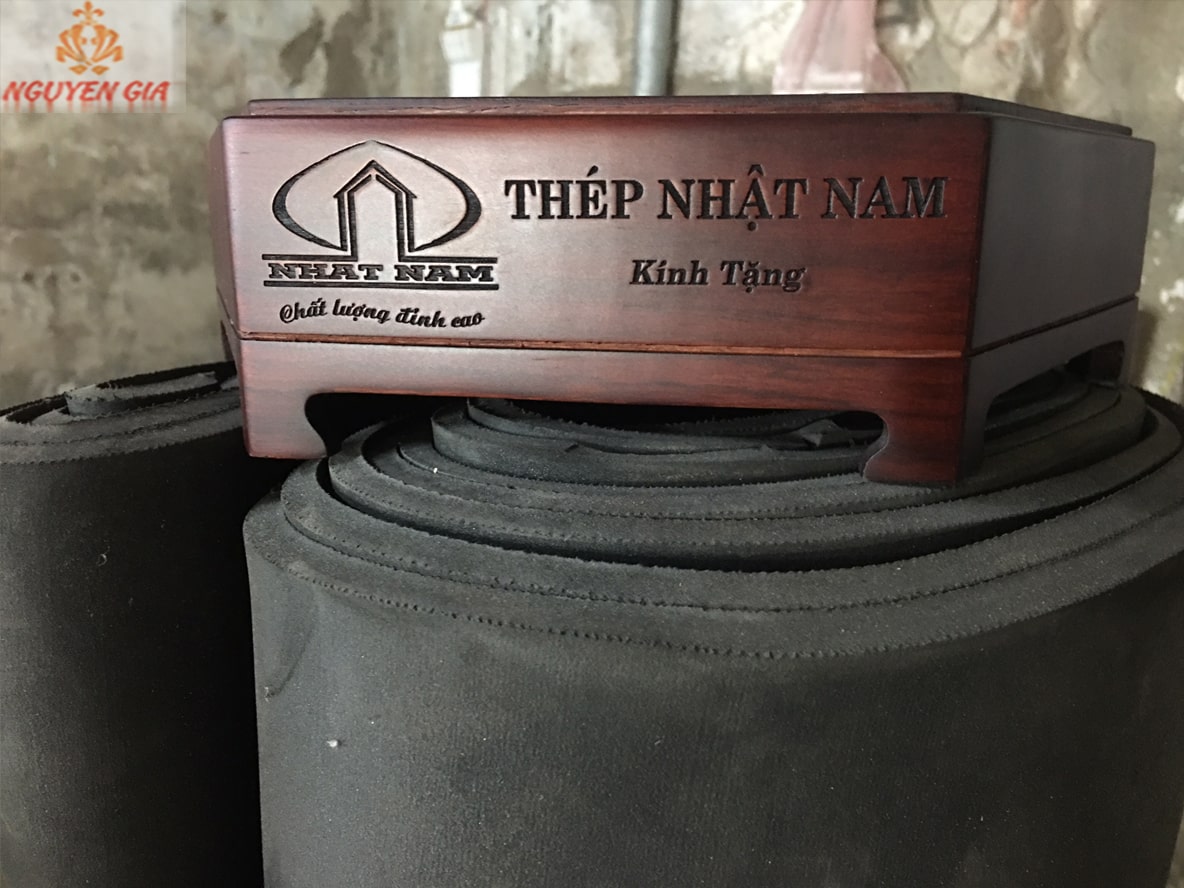 NGUYEN GIA
THÉP NHẬT NAM
Kính Tặng
NHAT NAM
Chất lượng đỉnh cao